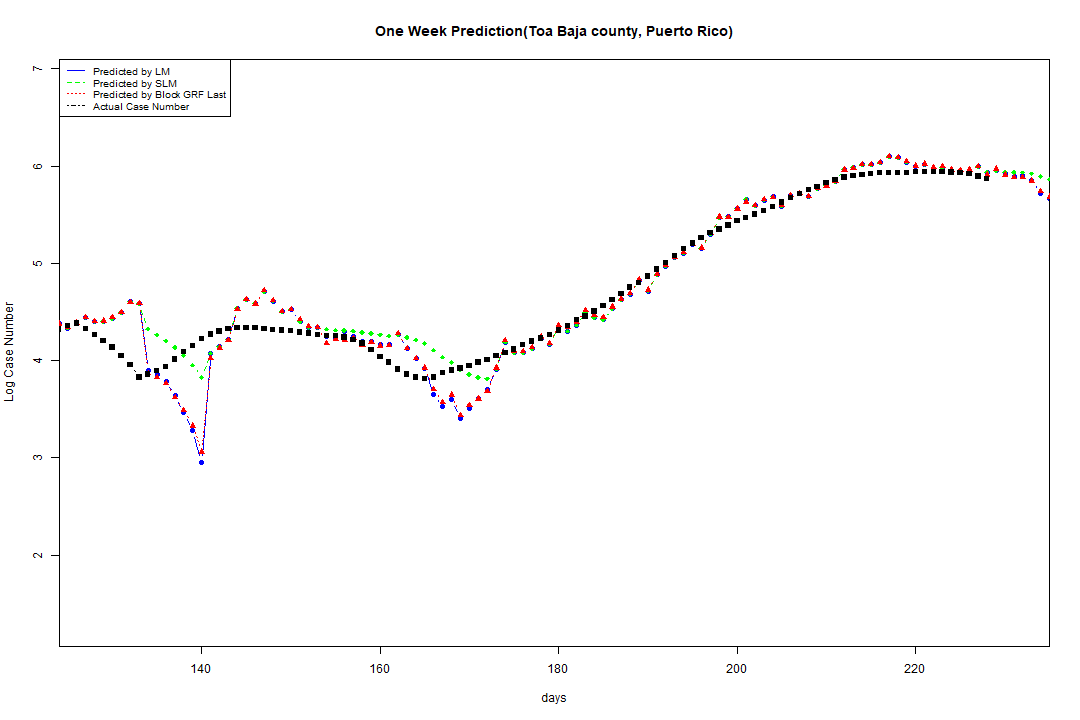 One Week Prediction(Toa Baja county, Puerto Rico)
Predicted by LM
Predicted by SLM
Predicted by Block GRF Last
Actual Case Number
7
6
5
4
3
2
Log Case Number
140 160 180 200 220
days